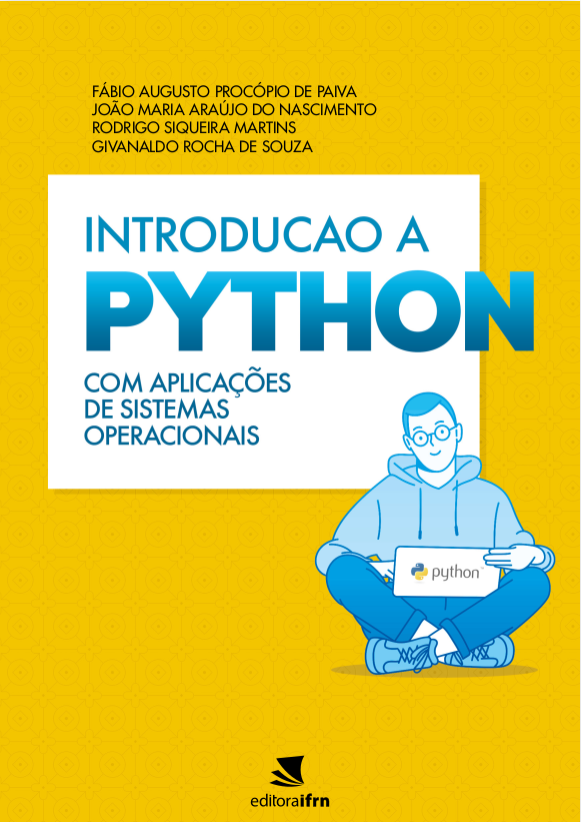 FÁBIO AUGUSTO PROCÓPIO DE PAIVA
JOÃO MARIA ARAÚJO DO NASCIMENTO
RODRIGO SIQUEIRA MARTINS
GIVANALDO ROCHA DE SOUZA
INTRODUCAO A
PYTHON
COM APLICAÇÕES
DE SISTEMAS
OPERACIONAIS
python™
editoraifrn